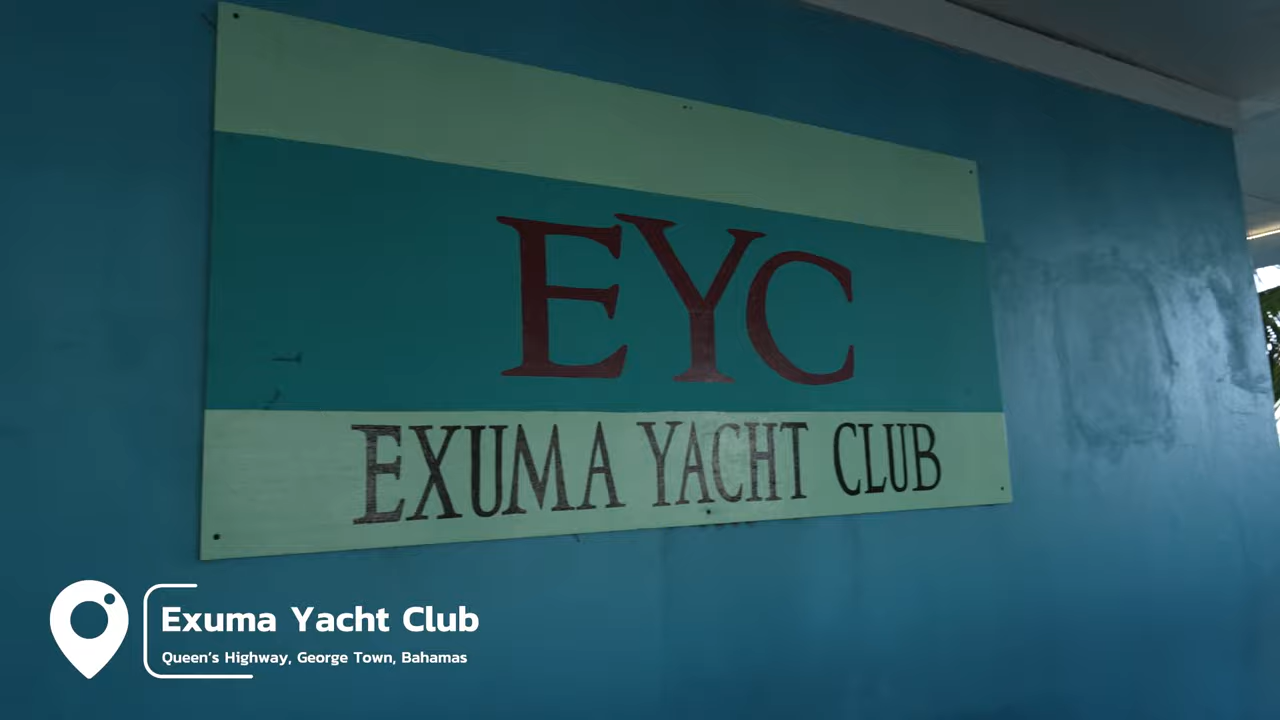 EYC
EXUMA YACHT CLUB
Exuma Yacht Club
Queen's Highway, George Town, Bahamas